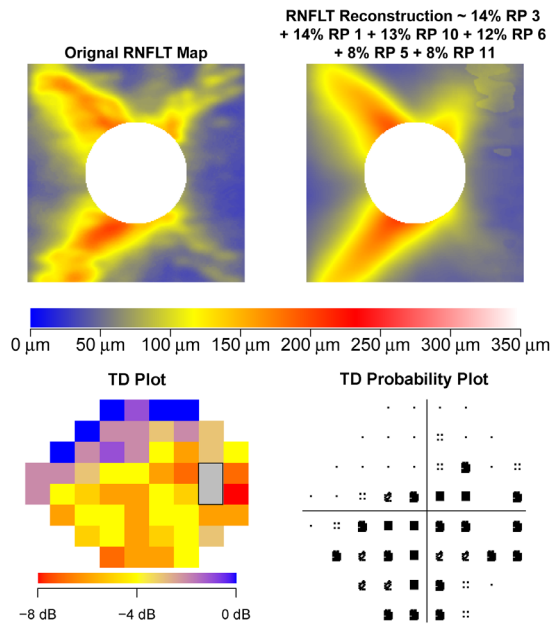 Orignal RNFLT Map
RNFLT Reconstruction ~ 14% RP 3
+ 14% RP 1 + 13% RP 10 + 12% RP 6
+ 8% RP 5 + 8% RP 11
0 µm 50 µm 100 µm 150 µm 200 µm 250 µm 300 µm 350 µm
TD Plot
TD Probability Plot
−8 dB −4 dB 0 dB